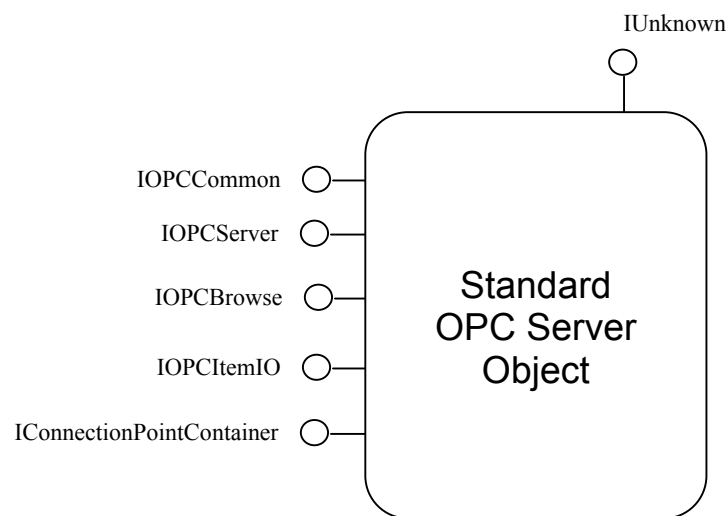 IUnknown
IOPCCommon
IOPCServer
IOPCBrowse
IOPCItemIO
IConnectionPointContainer
Standard
OPC Server
Object